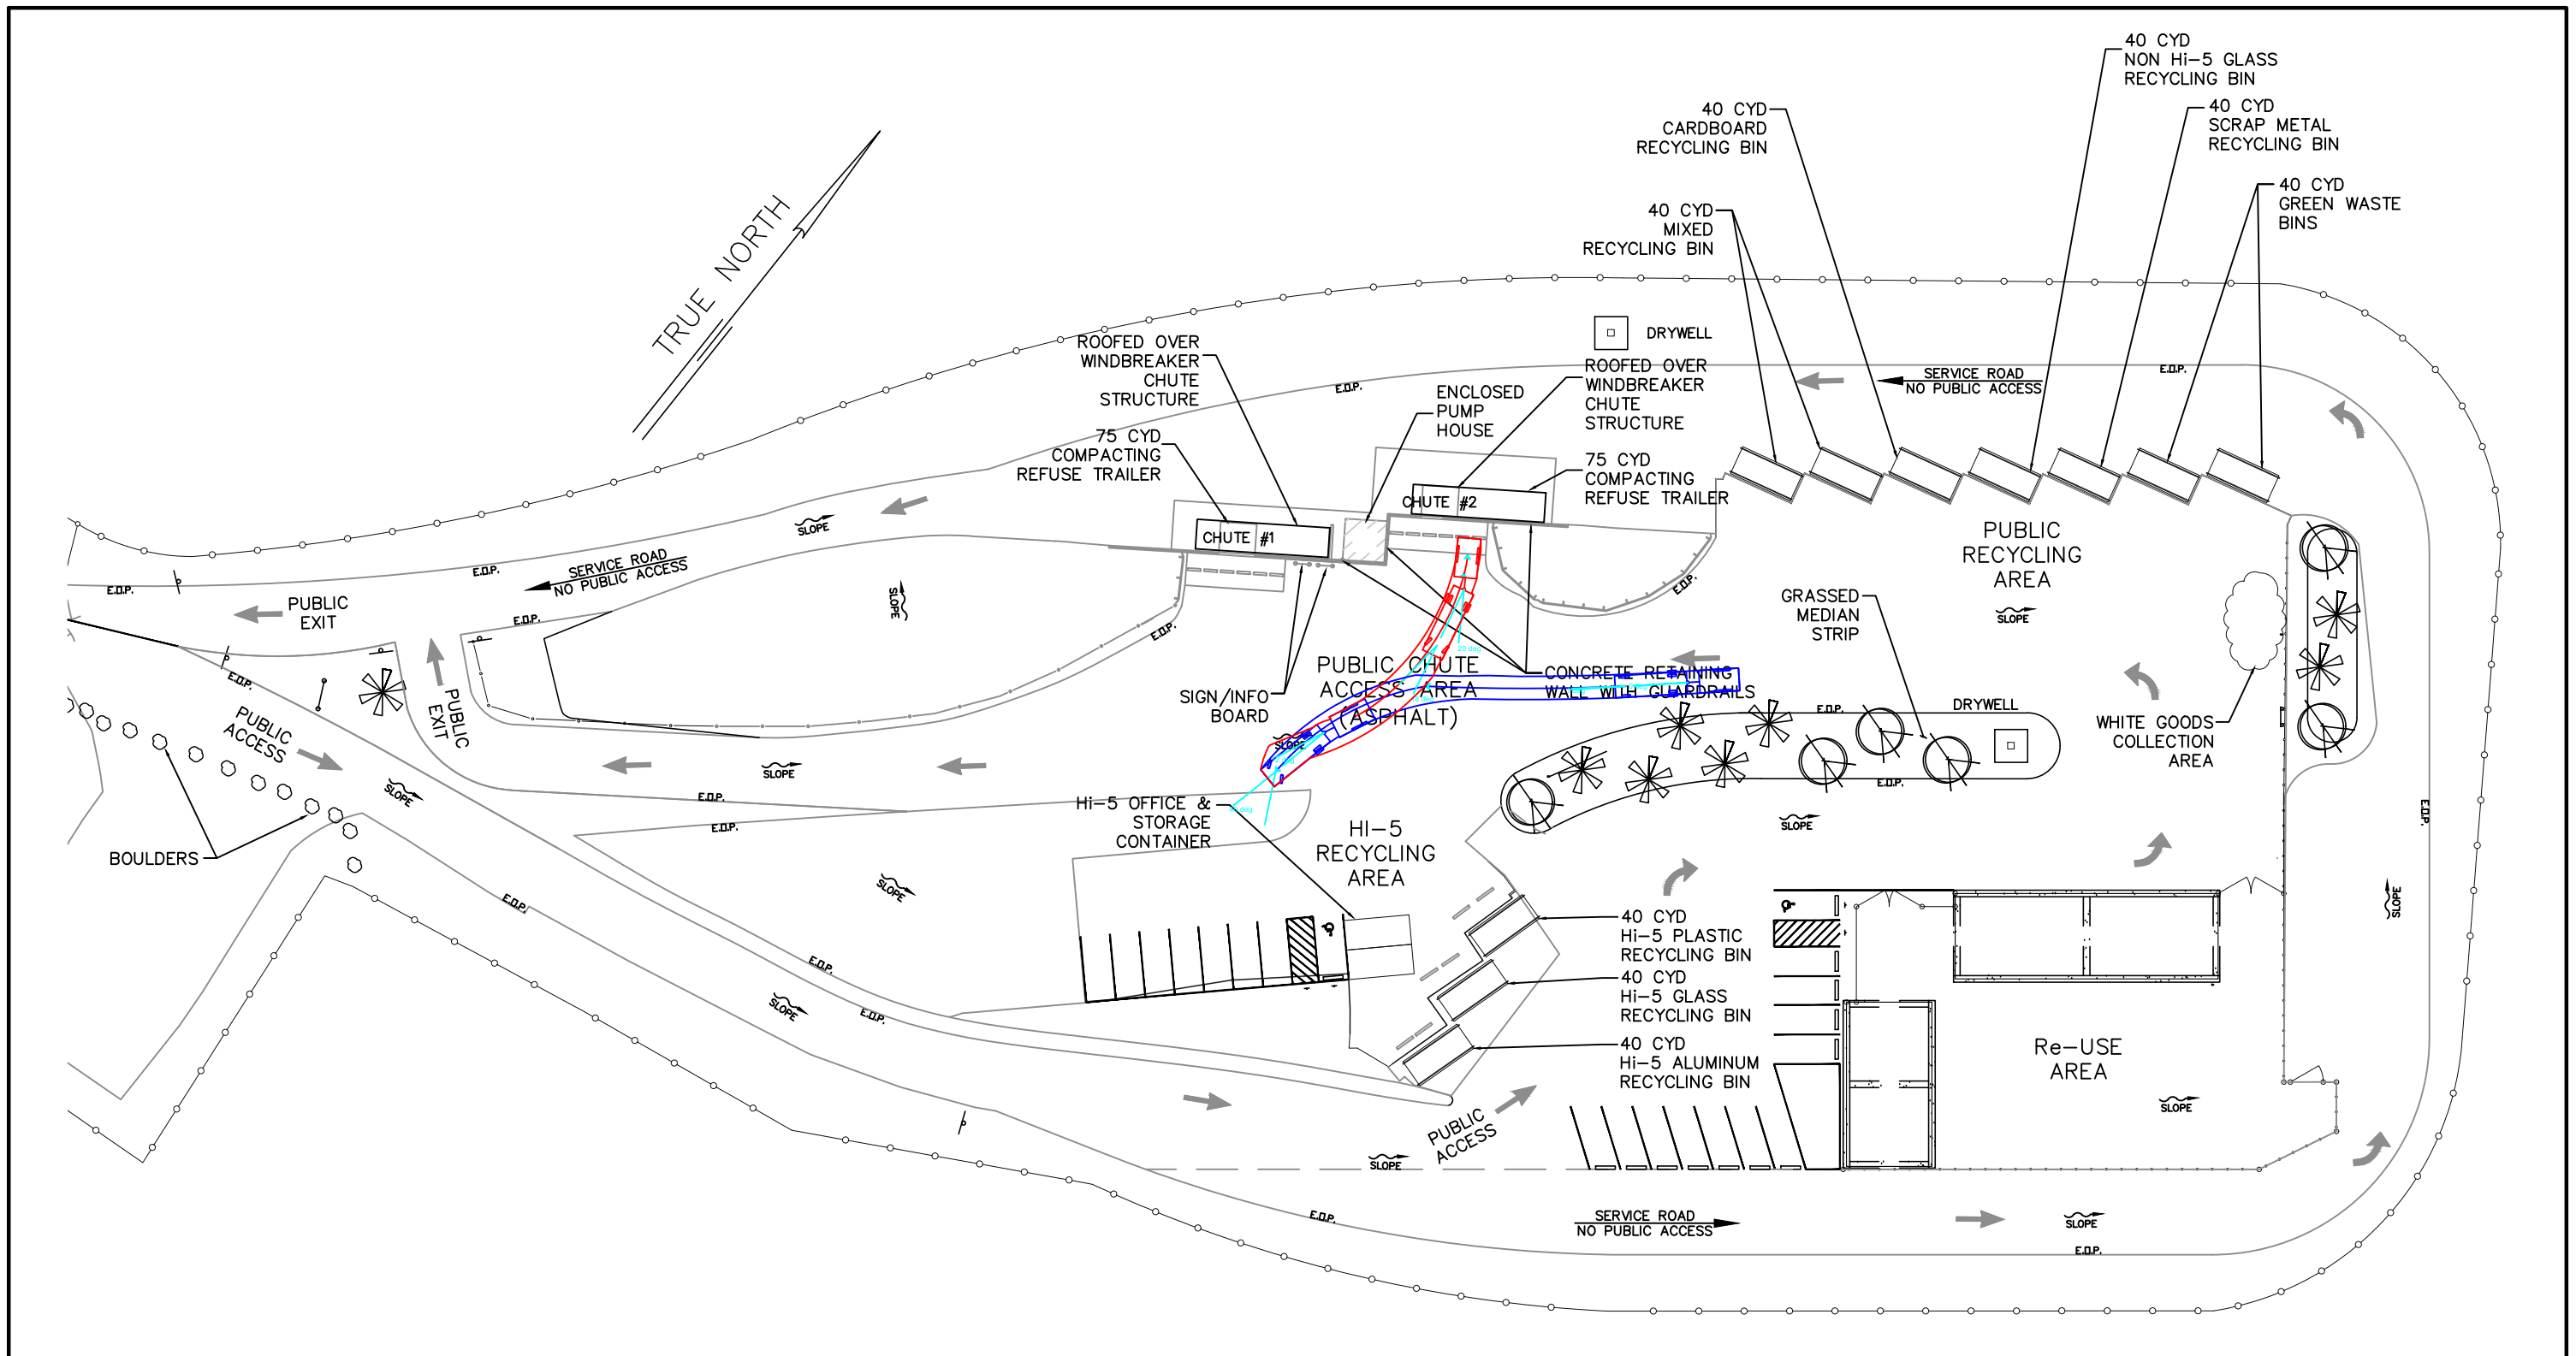 40 CYD
NON Hi-5 GLASS
RECYCLING BIN
40 CYD
CARDBOARD
RECYCLING BIN
40 CYD
SCRAP METAL
RECYCLING BIN
40 CYD
MIXED
RECYCLING BIN
40 CYD
GREEN WASTE
BINS
TRUE NORTH
DRYWELL
ROOFED OVER
WINDBREAKER
CHUTE
STRUCTURE
ROOFED OVER
WINDBREAKER
CHUTE
STRUCTURE
ENCLOSED
PUMP
HOUSE
E.O.P.
E.O.P.
SERVICE ROAD
NO PUBLIC ACCESS
75 CYD
COMPACTING
REFUSE TRAILER
75 CYD
COMPACTING
REFUSE TRAILER
CHUTE #2
CHUTE #1
SLOPE
PUBLIC
RECYCLING
AREA
SLOPE
SERVICE ROAD
NO PUBLIC ACCESS
E.O.P.
E.O.P.
E.O.P.
PUBLIC
EXIT
SLOPE
E.O.P.
E.O.P.
GRASSED
MEDIAN
STRIP
20 deg
PUBLIC CHUTE
ACCESS AREA
(ASPHALT)
CONCRETE RETAINING
WALL WITH GUARDRAILS
SIGN/INFO
BOARD
E.O.P.
PUBLIC
EXIT
PUBLIC
ACCESS
E.O.P.
DRYWELL
WHITE GOODS
COLLECTION
AREA
SLOPE
SLOPE
SLOPE
E.O.P.
E.O.P.
E.O.P.
E.O.P.
SLOPE
Hi-5 OFFICE &
STORAGE
CONTAINER
HI-5
RECYCLING
AREA
SLOPE
BOULDERS
SLOPE
E.O.P.
SLOPE
40 CYD
Hi-5 PLASTIC
RECYCLING BIN
40 CYD
Hi-5 GLASS
RECYCLING BIN
40 CYD
Hi-5 ALUMINUM
RECYCLING BIN
E.O.P.
SLOPE
E.O.P.
Re-USE
AREA
SLOPE
PUBLIC
ACCESS
SLOPE
E.O.P.
SERVICE ROAD
NO PUBLIC ACCESS
SLOPE
E.O.P.